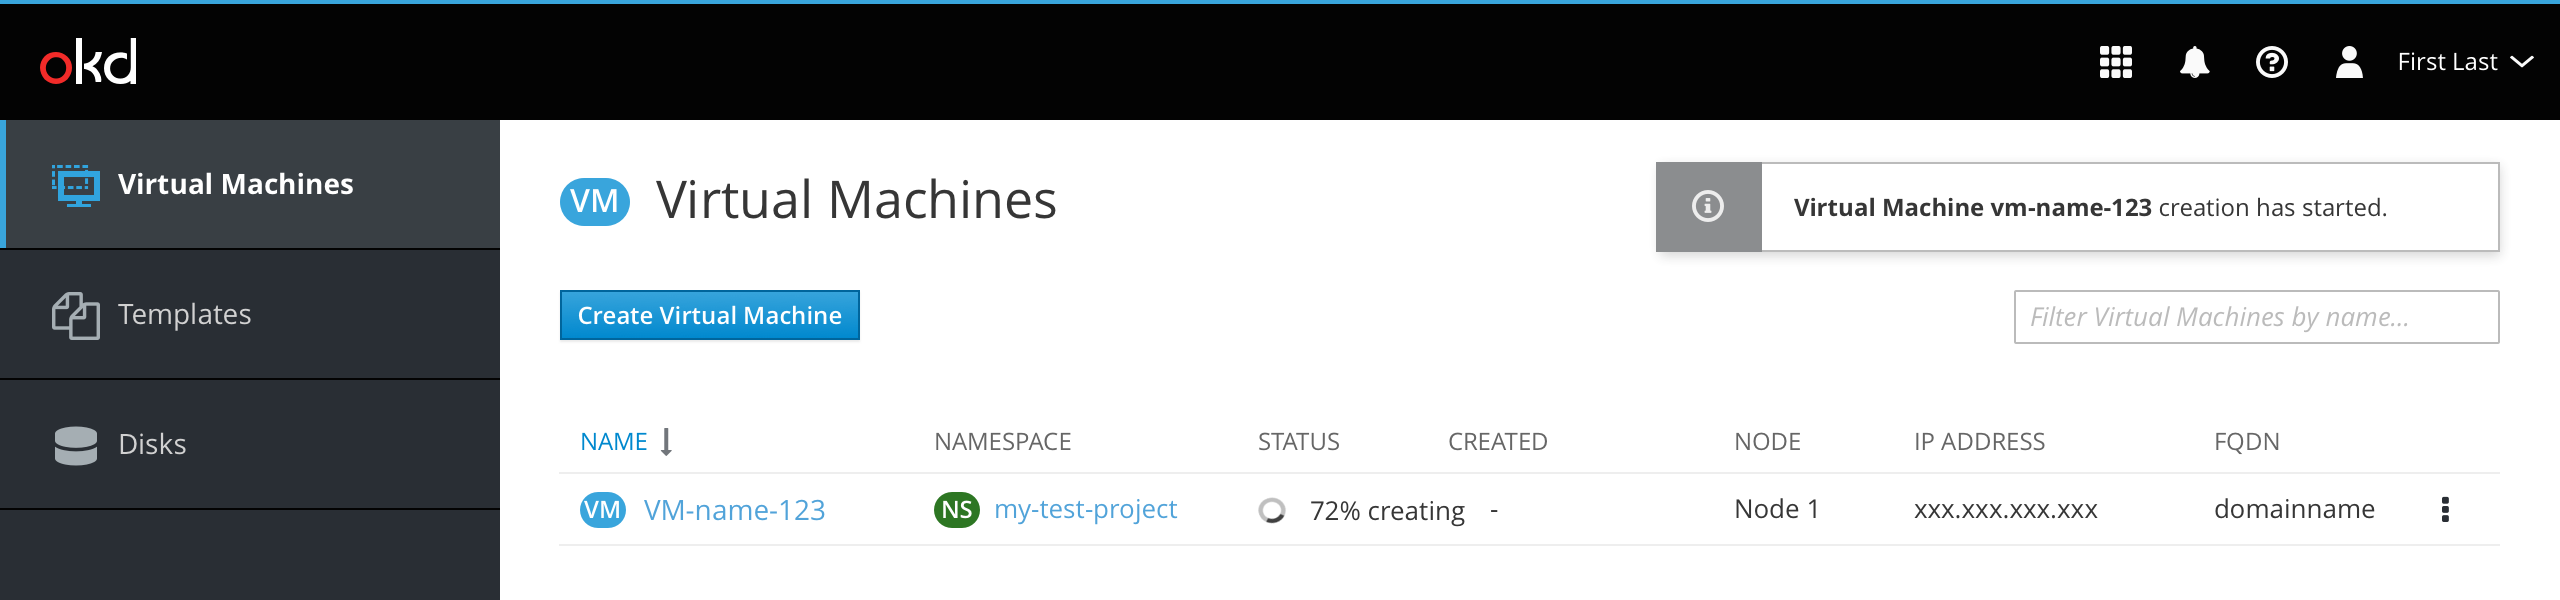 okd
First Last
Virtual Machines
Templates
Disks
VM Virtual Machines
Virtual Machine vm-name-123 creation has started.
Create Virtual Machine
Filter Virtual Machines by name...
NAME NAMESPACE STATUS CREATED NODE IP ADDRESS FQDN
VM VM-name-123 NS my-test-project 72% creating - Node 1 xxx.xxx.xxx.xxx domainname